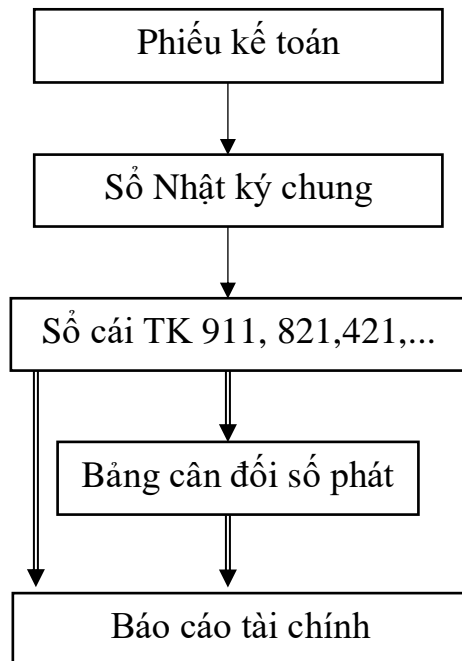 Phiếu kế toán
Sổ Nhật ký chung
Sổ cái TK 911, 821,421,...
Bảng cân đối số phát
Báo cáo tài chính